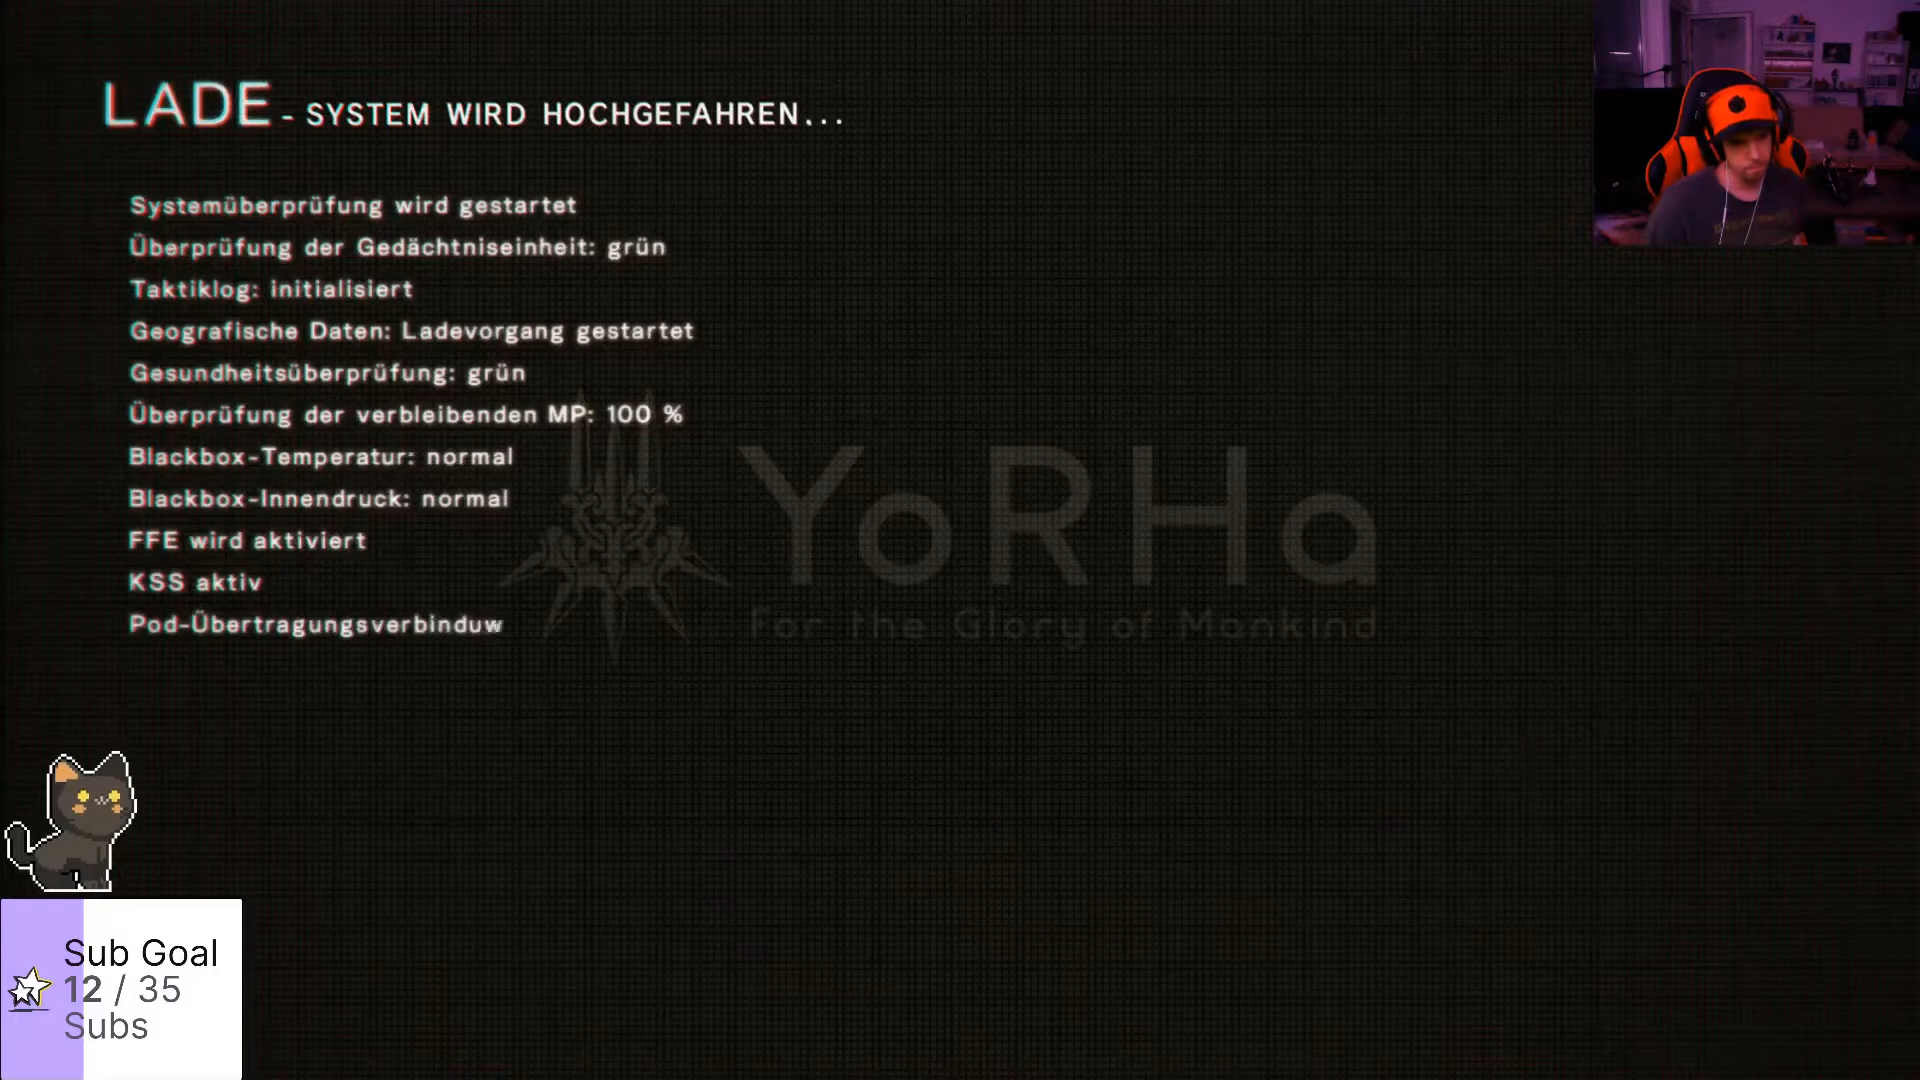 LADE - SYSTEM WIRD HOCHGEFAHREN...
Systemüberprüfung wird gestartet
Überprüfung der Gedächtniseinheit: grün
Taktiklog: initialisiert
Geografische Daten: Ladevorgang gestartet
Gesundheitsüberprüfung: grün
Überprüfung der verbleibenden MP: 100 %
Blackbox-Temperatur: normal
Blackbox-Innendruck: normal
FFE wird aktiviert
KSS aktiv
Pod-Übertragungsverbinduw
YoRHa
For the Glory of Mankind
Sub Goal
12 / 35
Subs